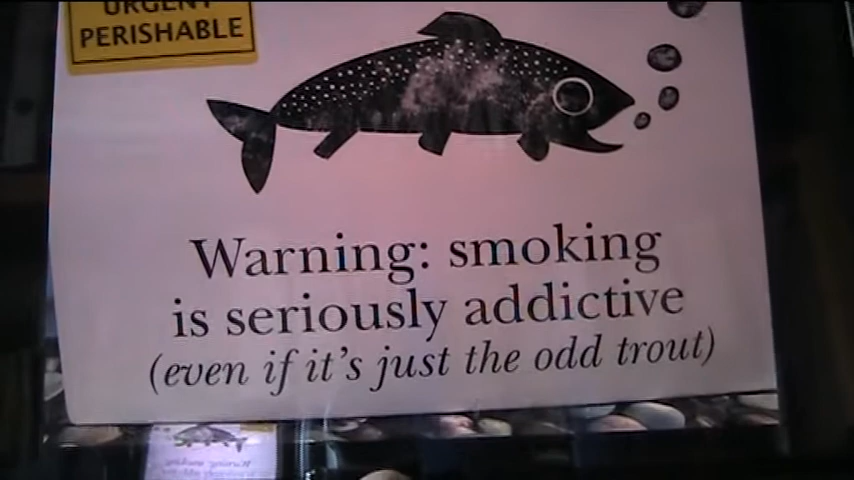 URGENT
PERISHABLE
Warning: smoking
is seriously addictive
(even if it's just the odd trout)